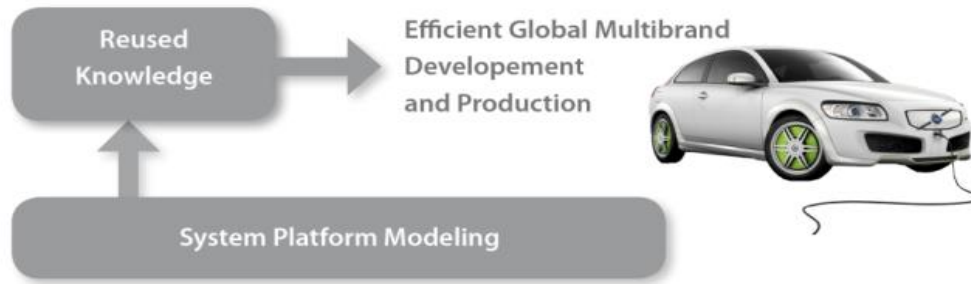 Reused
Knowledge
Efficient Global Multibrand
Developement
and Production
System Platform Modeling